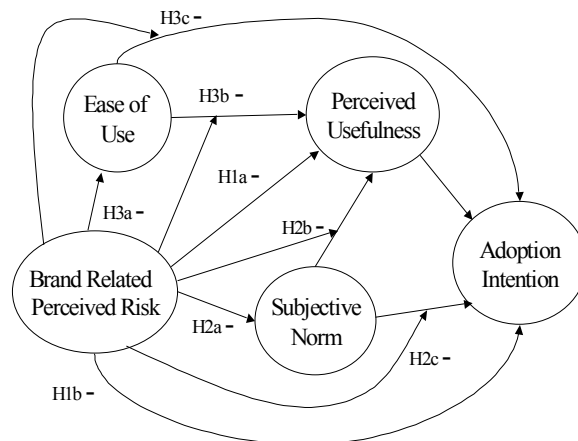 H3c-
Ease of
Use
H3b-
Perceived
Usefulness
H1a-
H3a-
H2b-
Brand Related
Perceived Risk
Adoption
Intention
Subjective
Norm
H2a-
H2c-
H1b-